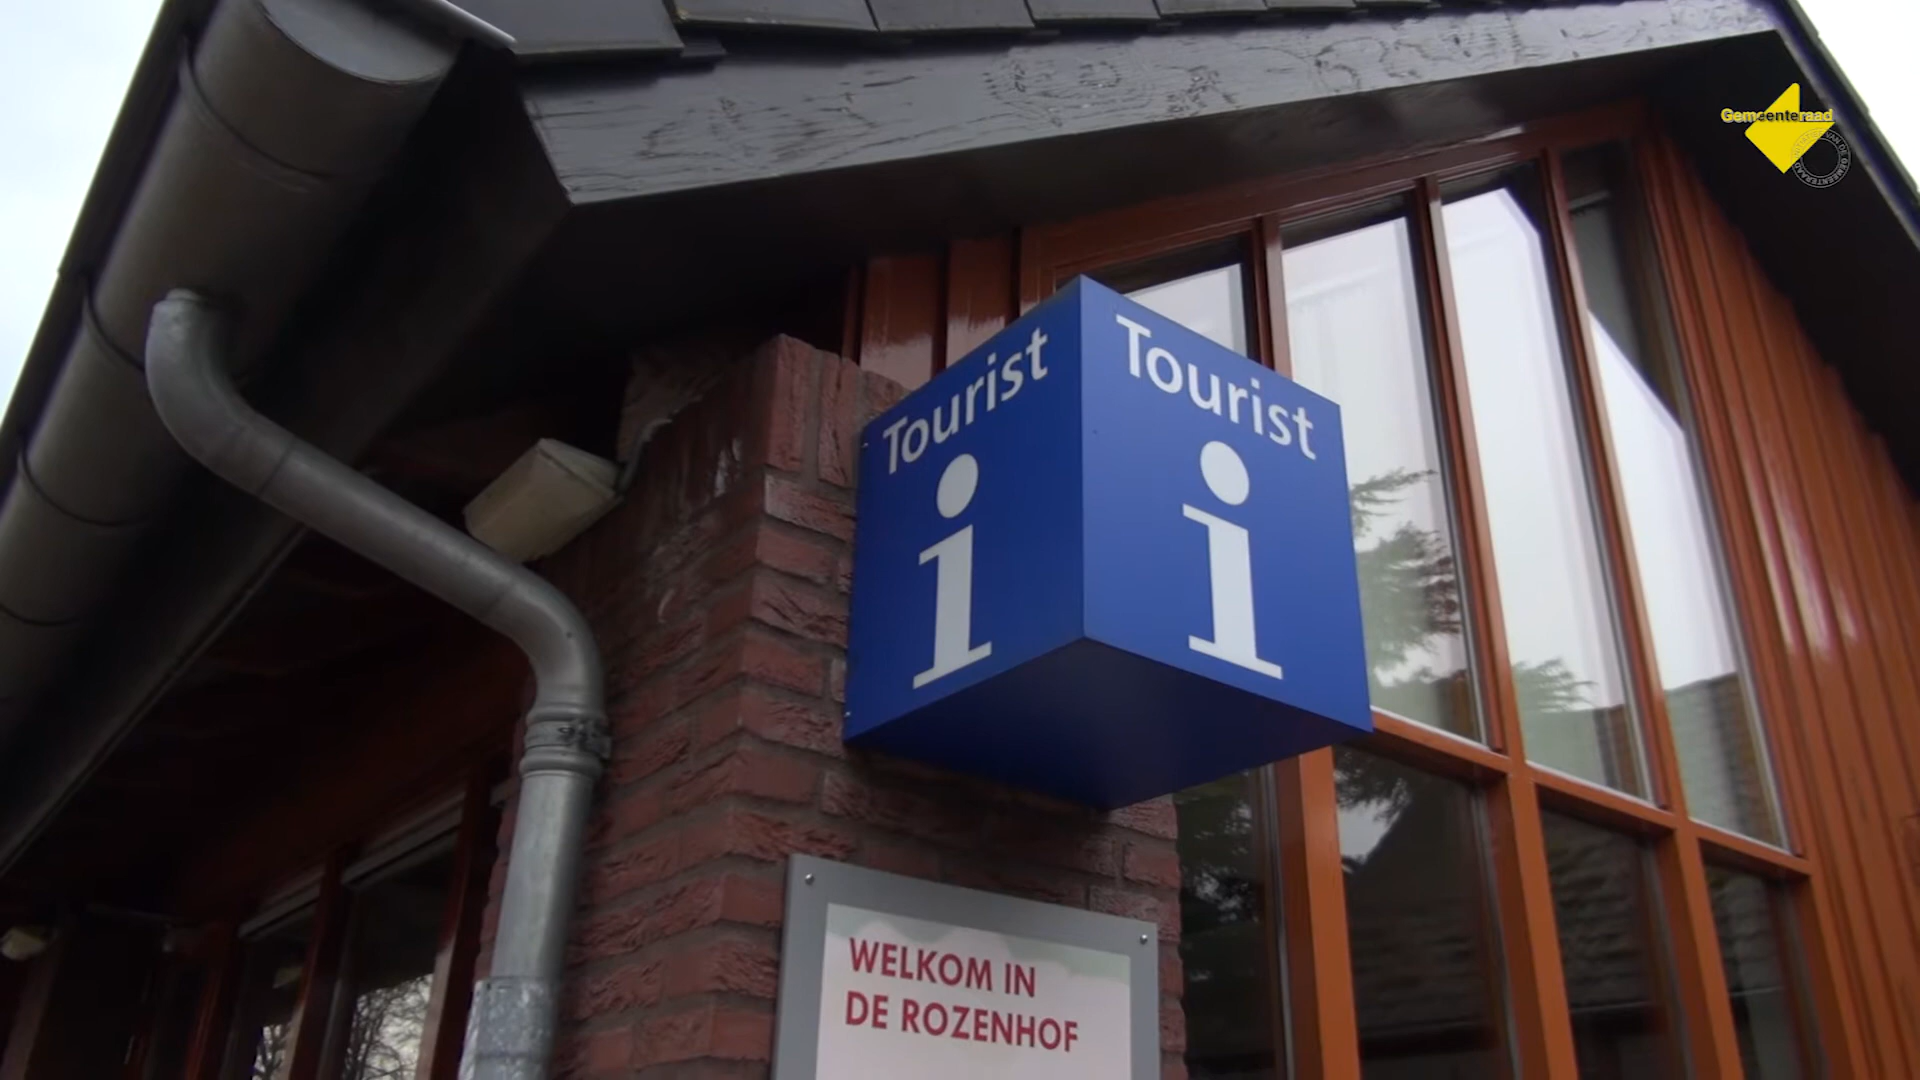 Gemeenteraad
Tourist
i
Tourist
i
WELKOM IN
DE ROZENHOF